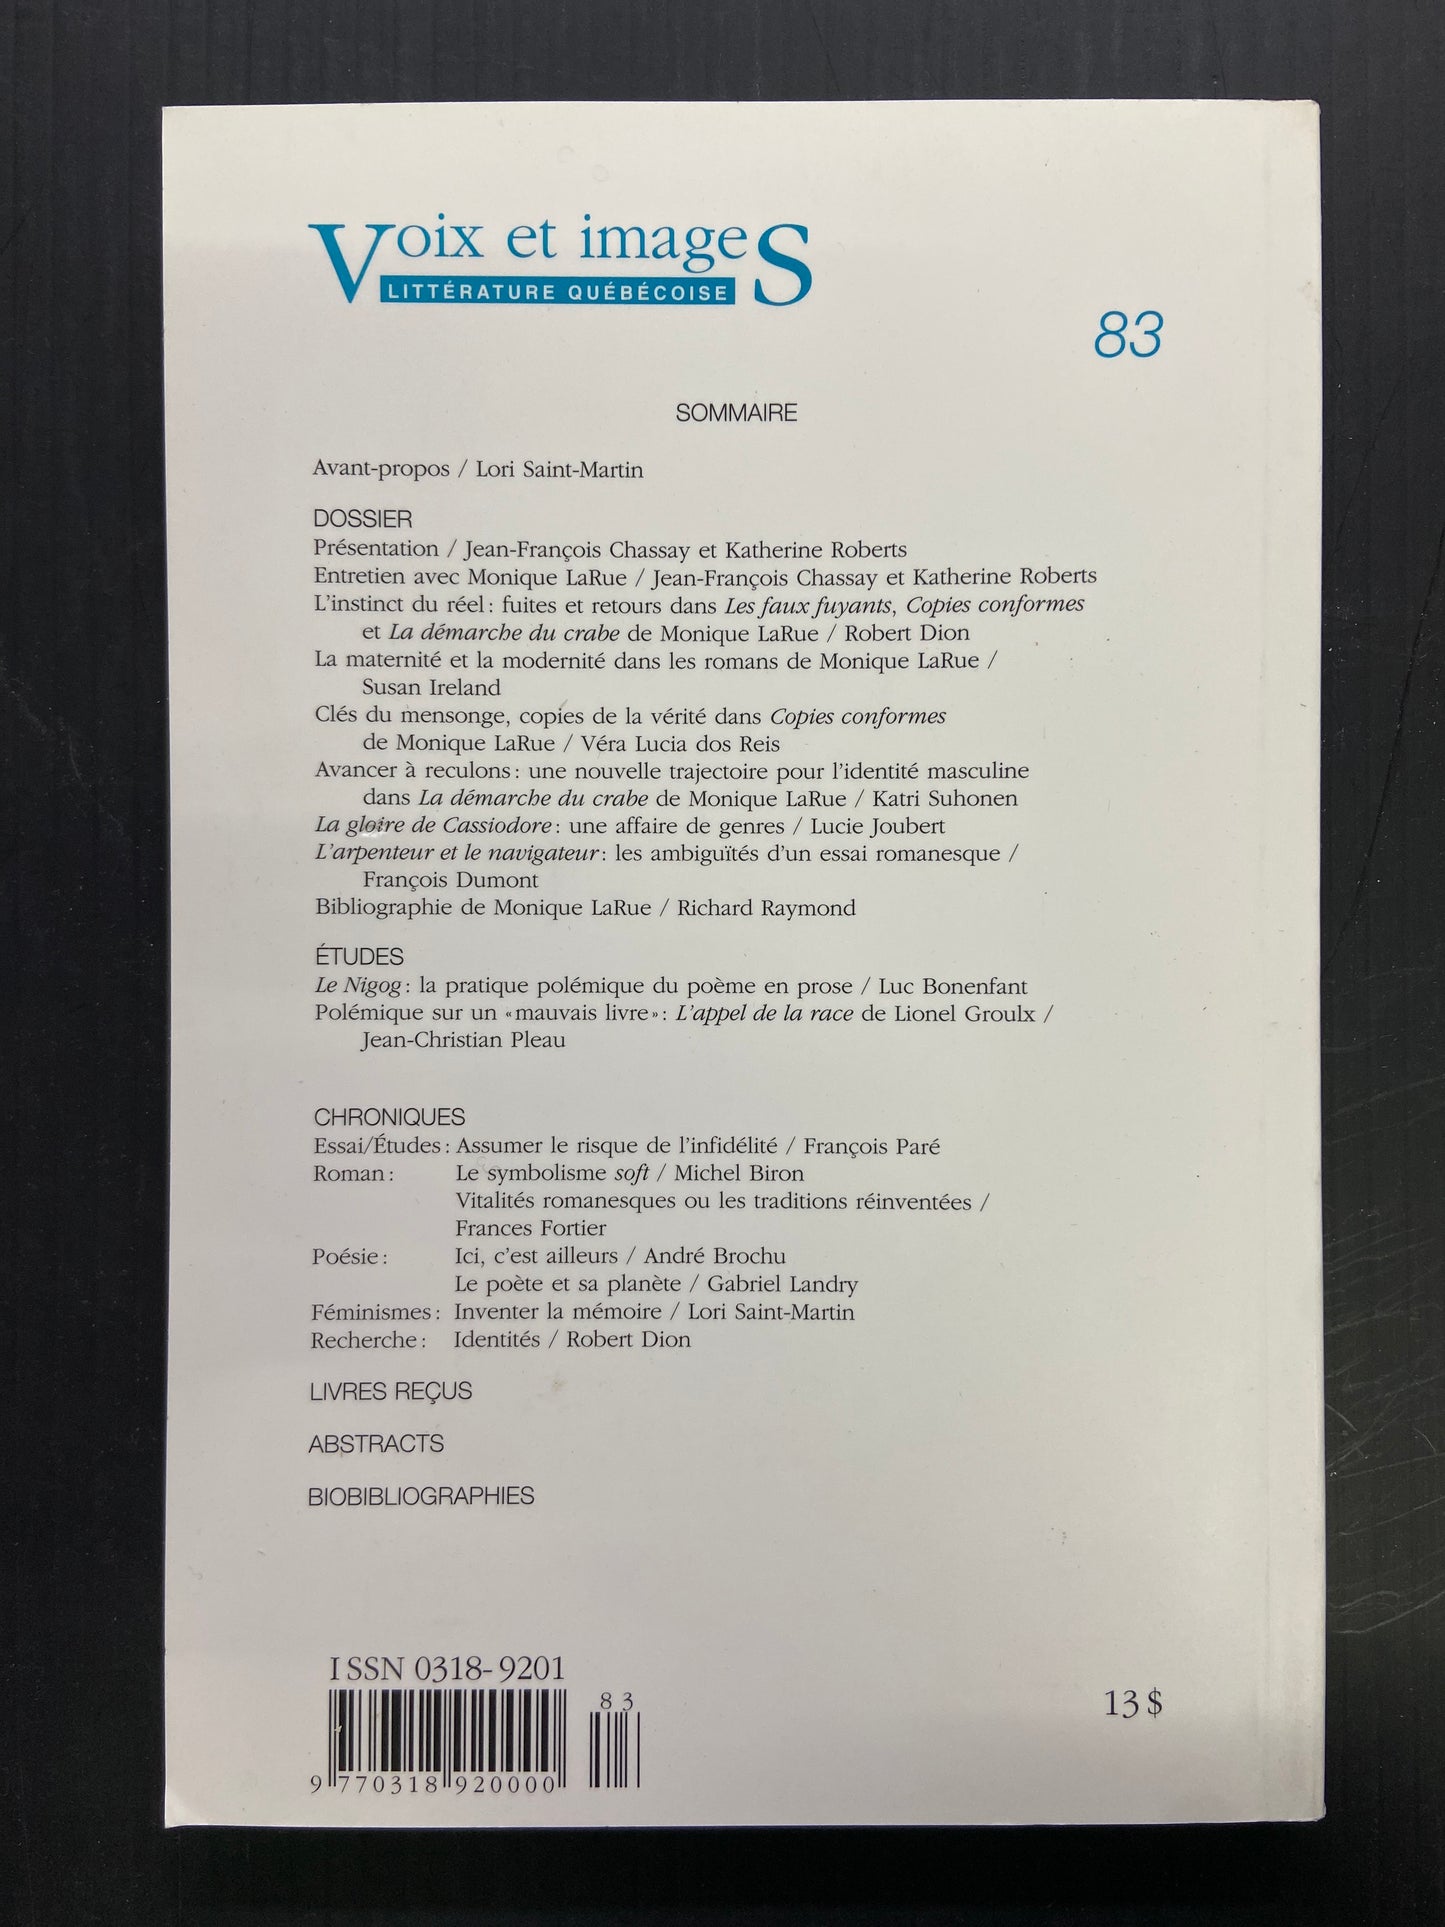 Voix et imageS
LITTÉRATURE QUÉBÉCOISE
83
SOMMAIRE
Avant-propos / Lori Saint-Martin
DOSSIER
Présentation / Jean-François Chassay et Katherine Roberts
Entretien avec Monique LaRue / Jean-François Chassay et Katherine Roberts
L'instinct du réel : fuites et retours dans Les faux fuyants, Copies conformes
et La démarche du crabe de Monique LaRue / Robert Dion
La maternité et la modernité dans les romans de Monique LaRue /
Susan Ireland
Clés du mensonge, copies de la vérité dans Copies conformes
de Monique LaRue / Véra Lucia dos Reis
Avancer à reculons : une nouvelle trajectoire pour l'identité masculine
dans La démarche du crabe de Monique LaRue / Katri Suhonen
La gloire de Cassiodore : une affaire de genres / Lucie Joubert
L'arpenteur et le navigateur : les ambiguïtés d'un essai romanesque /
François Dumont
Bibliographie de Monique LaRue / Richard Raymond
ÉTUDES
Le Nigog : la pratique polémique du poème en prose / Luc Bonenfant
Polémique sur un « mauvais livre » : L'appel de la race de Lionel Groulx /
Jean-Christian Pleau
CHRONIQUES
Essai/Études : Assumer le risque de l'infidélité / François Paré
Roman : Le symbolisme soft / Michel Biron
Vitalités romanesques ou les traditions réinventées /
Frances Fortier
Poésie : Ici, c'est ailleurs / André Brochu
Le poète et sa planète / Gabriel Landry
Féminismes : Inventer la mémoire / Lori Saint-Martin
Recherche : Identités / Robert Dion
LIVRES REÇUS
ABSTRACTS
BIOBIBLIOGRAPHIES
ISSN 0318-9201
83
13 $
9 770318 920000